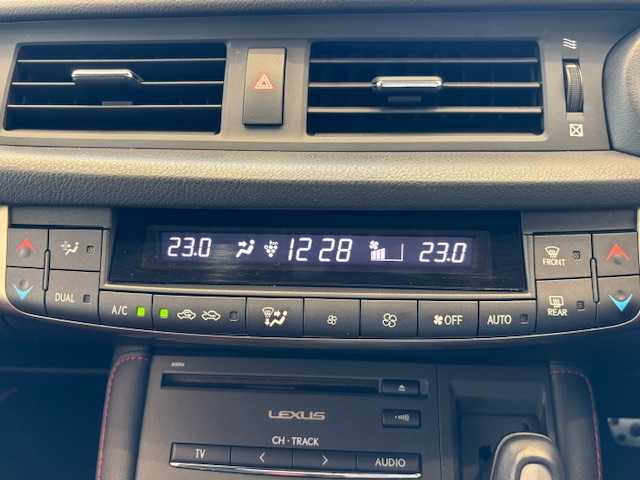 23.0 12 28 23.0
FRONT
DUAL
A/C OFF AUTO REAR
LEXUS
CH · TRACK
TV < > AUDIO